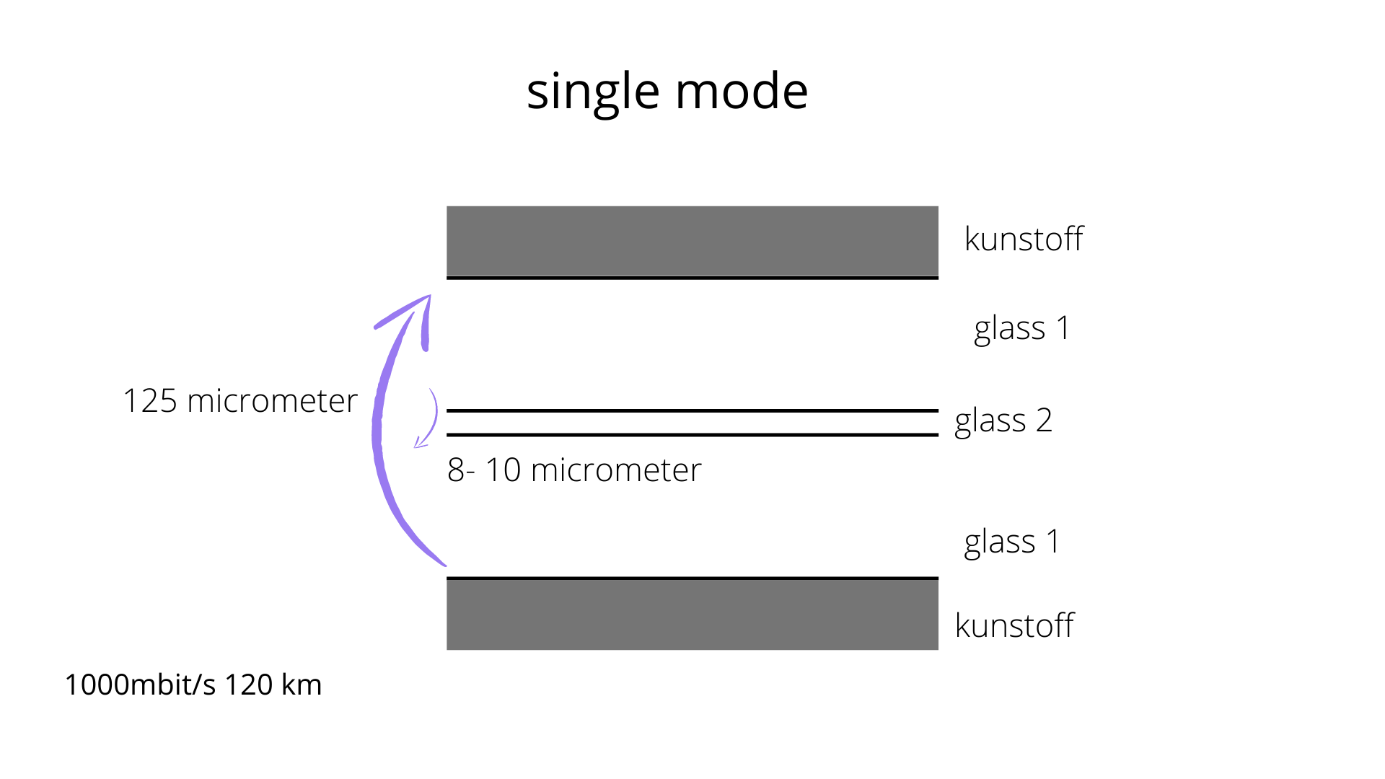 single mode
kunstoff
glass 1
125 micrometer
glass 2
8- 10 micrometer
glass 1
kunstoff
1000mbit/s 120 km